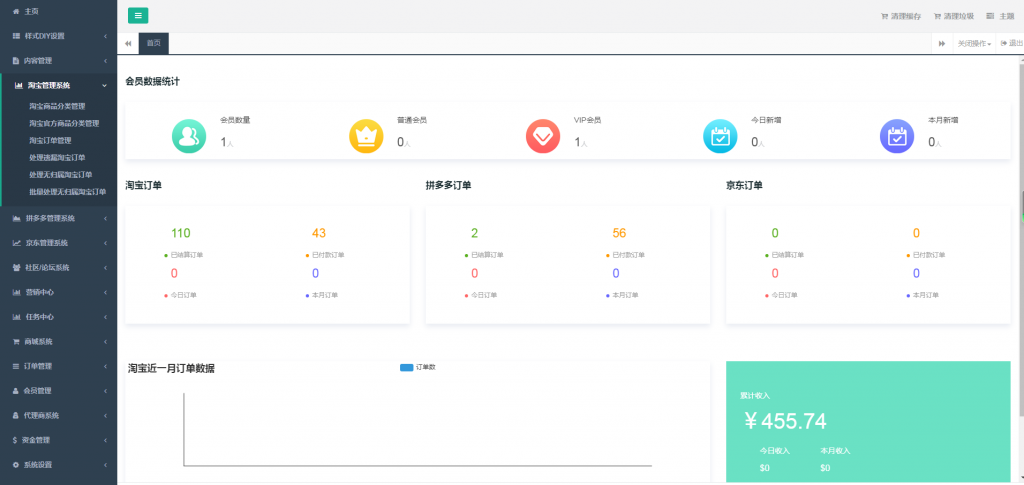 主页
样式DIY设置
内容管理
淘宝管理系统
淘宝商品分类管理
淘宝官方商品分类管理
淘宝订单管理
处理遗漏淘宝订单
处理无归属淘宝订单
批量处理无归属淘宝订单
拼多多管理系统
京东管理系统
社区/论坛系统
营销中心
任务中心
商城系统
订单管理
会员管理
代理商系统
资金管理
系统设置
清理缓存 清理垃圾 主题
首页 关闭操作 退出
会员数据统计
会员数量 普通会员 VIP会员 今日新增 本月新增
1人 0人 1人 0人 0人
淘宝订单 拼多多订单 京东订单
110 43 2 56 0 0
已结算订单 已付款订单 已结算订单 已付款订单 已结算订单 已付款订单
0 0 0 0 0 0
今日订单 本月订单 今日订单 本月订单 今日订单 本月订单
淘宝近一月订单数据 订单数
累计收入
￥455.74
今日收入 本月收入
$0 $0